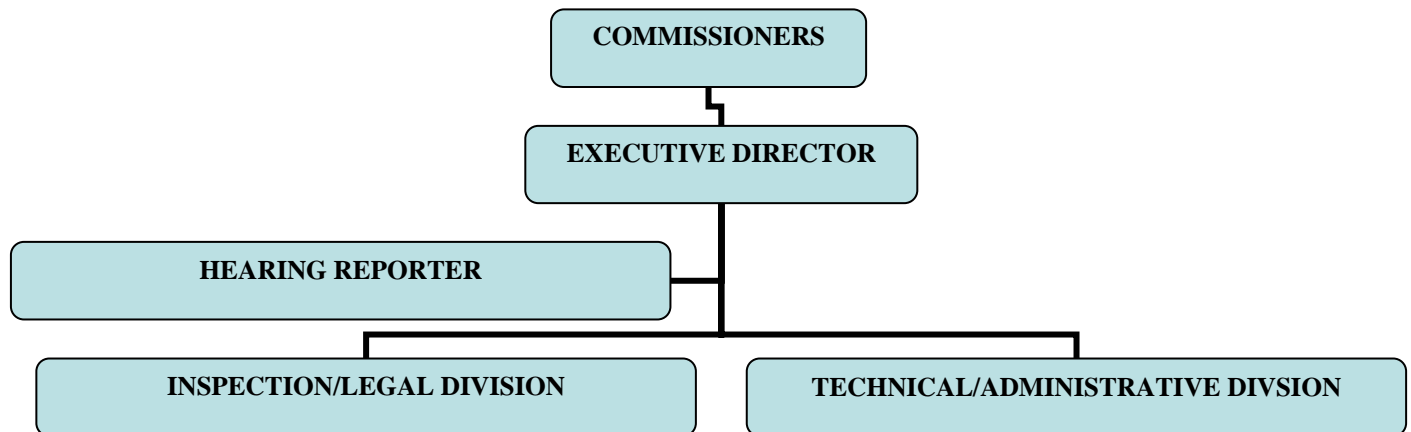 COMMISSIONERS
EXECUTIVE DIRECTOR
HEARING REPORTER
INSPECTION/LEGAL DIVISION
TECHNICAL/ADMINISTRATIVE DIVSION